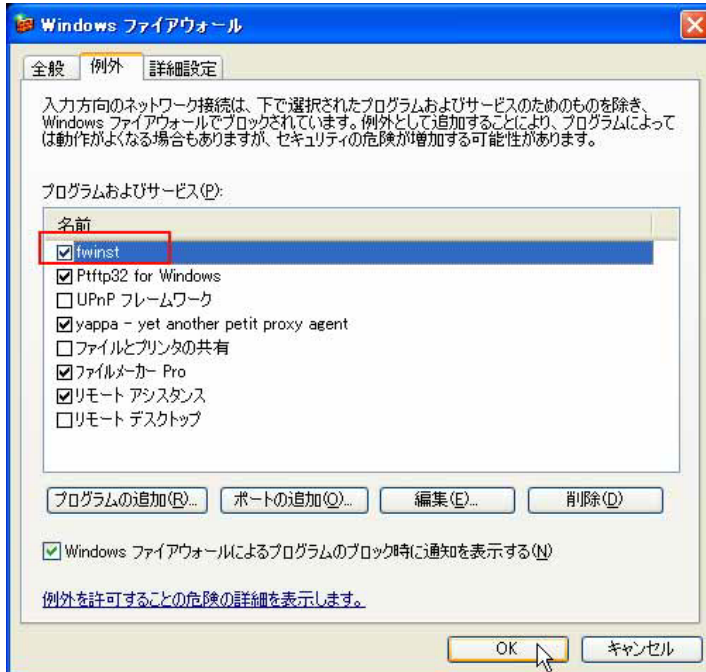 Windows ファイアウォール
全般 例外 詳細設定
入力方向のネットワーク接続は、下で選択されたプログラムおよびサービスのためのものを除き、
Windows ファイアウォールでブロックされています。例外として追加することにより、プログラムによって
は動作がよくなる場合もありますが、セキュリティの危険が増加する可能性があります。
プログラムおよびサービス(P):
名前
fwinst
Ptftp32 for Windows
UPnP フレームワーク
yappa - yet another petit proxy agent
ファイルとプリンタの共有
ファイルメーカー Pro
リモート アシスタンス
リモート デスクトップ
プログラムの追加(R)... ポートの追加(O)... 編集(E)... 削除(D)
Windows ファイアウォールによるプログラムのブロック時に通知を表示する(N)
例外を許可することの危険の詳細を表示します。
OK キャンセル